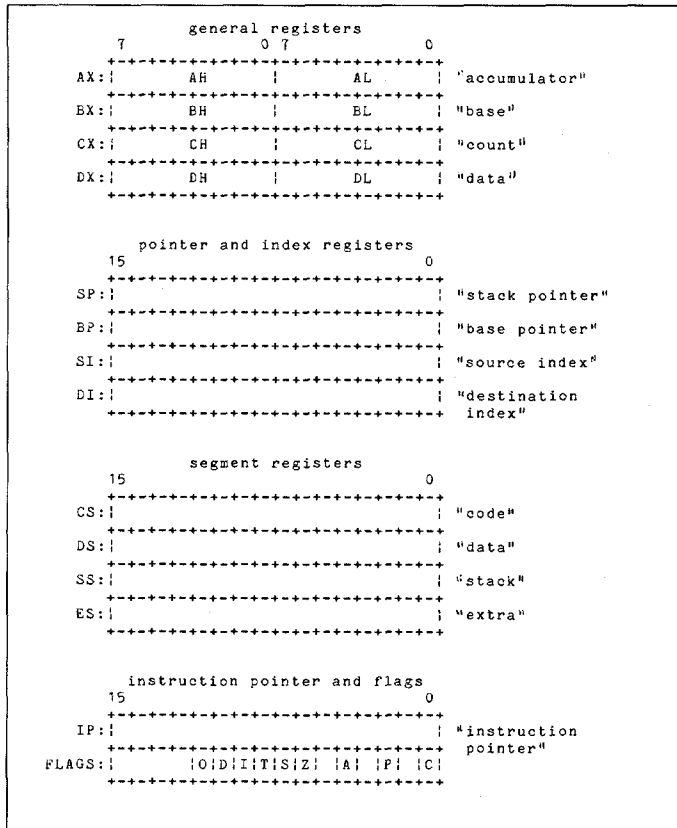 general registers
7 0 7 0
+-+-+-+-+-+-+-+-+-+-+-+-+-+-+-+-+
AX:¦ AH ¦ AL ¦ "accumulator"
+-+-+-+-+-+-+-+-+-+-+-+-+-+-+-+-+
BX:¦ BH ¦ BL ¦ "base"
+-+-+-+-+-+-+-+-+-+-+-+-+-+-+-+-+
CX:¦ CH ¦ CL ¦ "count"
+-+-+-+-+-+-+-+-+-+-+-+-+-+-+-+-+
DX:¦ DH ¦ DL ¦ "data"
+-+-+-+-+-+-+-+-+-+-+-+-+-+-+-+-+
pointer and index registers
15 0
+-+-+-+-+-+-+-+-+-+-+-+-+-+-+-+-+
SP:¦ ¦ "stack pointer"
+-+-+-+-+-+-+-+-+-+-+-+-+-+-+-+-+
BP:¦ ¦ "base pointer"
+-+-+-+-+-+-+-+-+-+-+-+-+-+-+-+-+
SI:¦ ¦ "source index"
+-+-+-+-+-+-+-+-+-+-+-+-+-+-+-+-+
DI:¦ ¦ "destination
+-+-+-+-+-+-+-+-+-+-+-+-+-+-+-+-+ index"
segment registers
15 0
+-+-+-+-+-+-+-+-+-+-+-+-+-+-+-+-+
CS:¦ ¦ "code"
+-+-+-+-+-+-+-+-+-+-+-+-+-+-+-+-+
DS:¦ ¦ "data"
+-+-+-+-+-+-+-+-+-+-+-+-+-+-+-+-+
SS:¦ ¦ "stack"
+-+-+-+-+-+-+-+-+-+-+-+-+-+-+-+-+
ES:¦ ¦ "extra"
+-+-+-+-+-+-+-+-+-+-+-+-+-+-+-+-+
instruction pointer and flags
15 0
+-+-+-+-+-+-+-+-+-+-+-+-+-+-+-+-+
IP:¦ ¦ "instruction
+-+-+-+-+-+-+-+-+-+-+-+-+-+-+-+-+ pointer"
FLAGS:¦ ¦O¦D¦I¦T¦S¦Z¦ ¦A¦ ¦P¦ ¦C¦
+-+-+-+-+-+-+-+-+-+-+-+-+-+-+-+-+